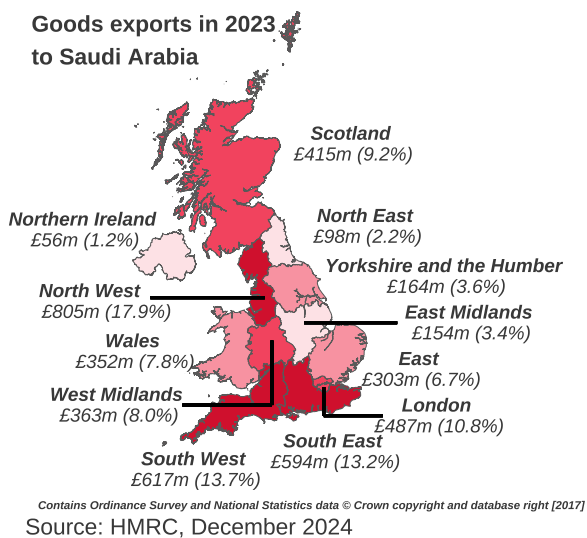 Goods exports in 2023
to Saudi Arabia
Scotland
£415m (9.2%)
Northern Ireland
£56m (1.2%)
North East
£98m (2.2%)
Yorkshire and the Humber
£164m (3.6%)
North West
£805m (17.9%)
East Midlands
£154m (3.4%)
Wales
£352m (7.8%)
East
£303m (6.7%)
West Midlands
£363m (8.0%)
London
£487m (10.8%)
South East
£594m (13.2%)
South West
£617m (13.7%)
Contains Ordinance Survey and National Statistics data © Crown copyright and database right [2017]
Source: HMRC, December 2024